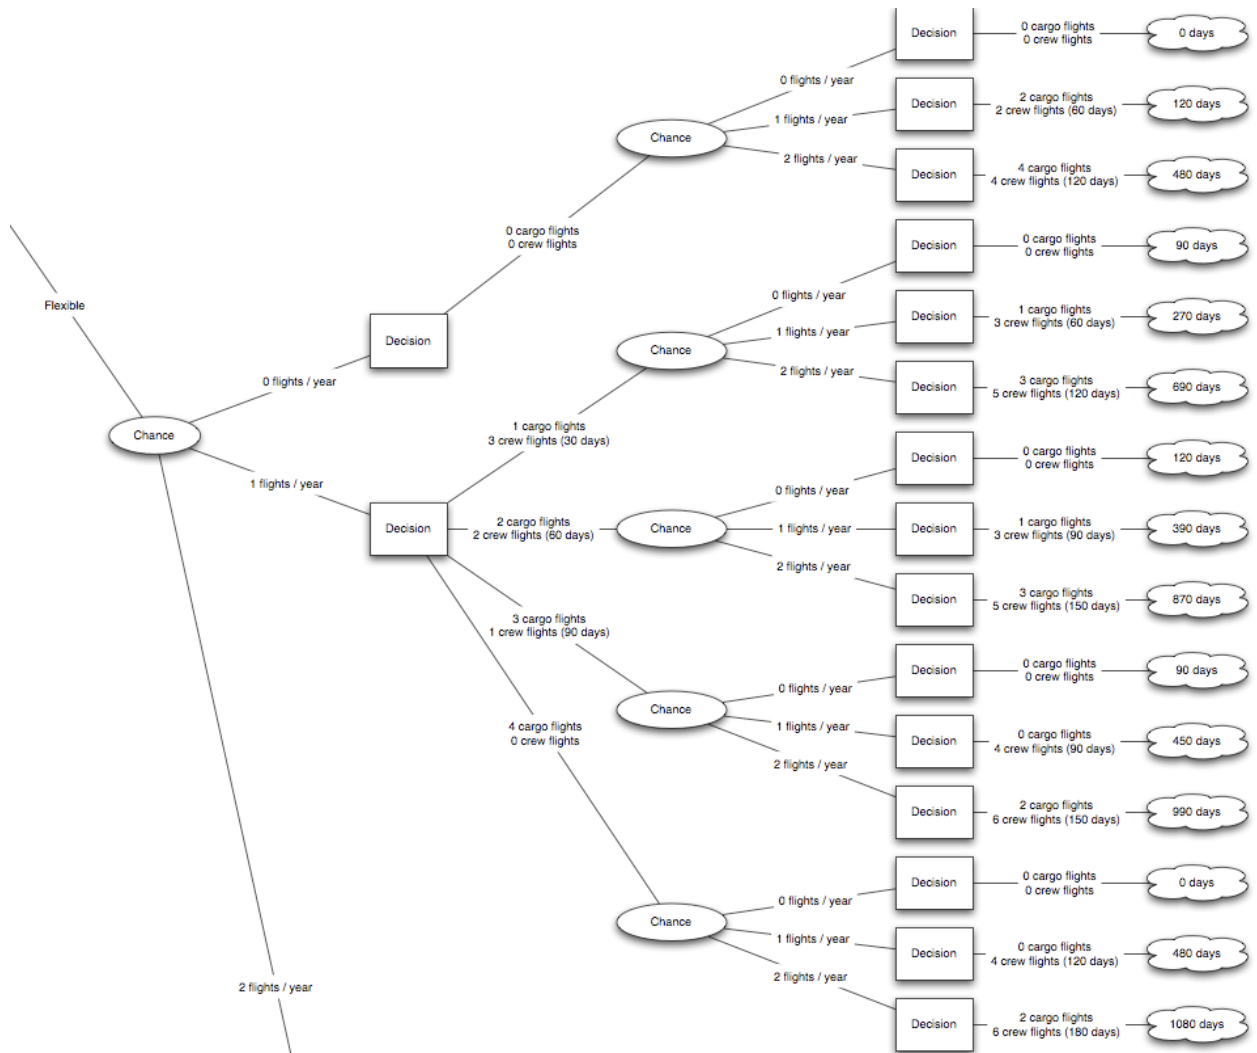 Decision
0 cargo flights
0 crew flights
0 days
0 flights / year
Decision
2 cargo flights
2 crew flights (60 days)
120 days
1 flights / year
Chance
2 flights / year
Decision
4 cargo flights
4 crew flights (120 days)
480 days
0 cargo flights
0 crew flights
Decision
0 cargo flights
0 crew flights
90 days
Flexible
0 flights / year
Decision
1 cargo flights
3 crew flights (60 days)
270 days
1 flights / year
Decision
Chance
2 flights / year
Decision
3 cargo flights
5 crew flights (120 days)
690 days
0 flights / year
Chance
1 cargo flights
3 crew flights (30 days)
Decision
0 cargo flights
0 crew flights
120 days
1 flights / year
0 flights / year
Decision
2 cargo flights
2 crew flights (60 days)
Chance
1 flights / year
Decision
1 cargo flights
3 crew flights (90 days)
390 days
2 flights / year
Decision
3 cargo flights
5 crew flights (150 days)
870 days
3 cargo flights
1 crew flights (90 days)
Decision
0 cargo flights
0 crew flights
90 days
0 flights / year
Chance
4 cargo flights
0 crew flights
1 flights / year
Decision
0 cargo flights
4 crew flights (90 days)
450 days
2 flights / year
Decision
2 cargo flights
6 crew flights (150 days)
990 days
Decision
0 cargo flights
0 crew flights
0 days
0 flights / year
Chance
1 flights / year
Decision
0 cargo flights
4 crew flights (120 days)
480 days
2 flights / year
2 flights / year
Decision
2 cargo flights
6 crew flights (180 days)
1080 days